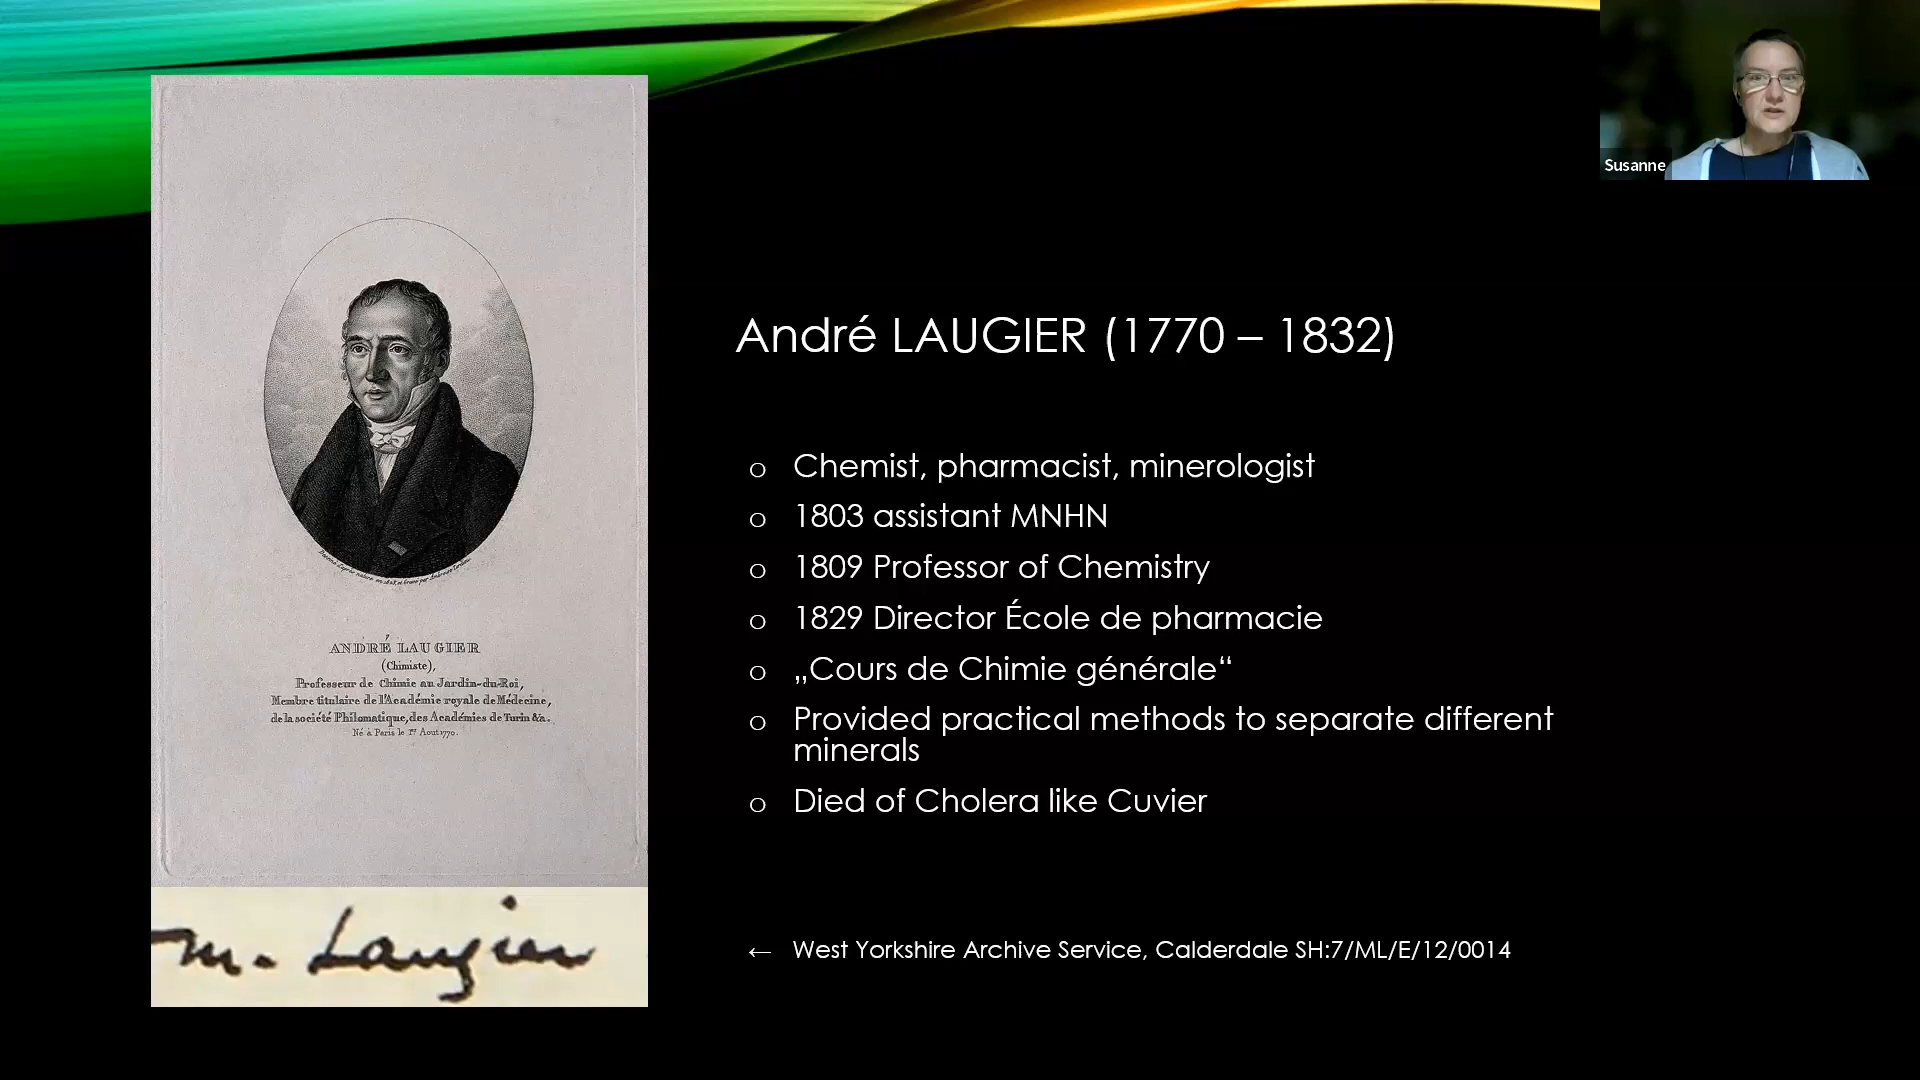 Susanne
André LAUGIER (1770 – 1832)
o Chemist, pharmacist, minerologist
o 1803 assistant MNHN
o 1809 Professor of Chemistry
o 1829 Director École de pharmacie
o „Cours de Chimie générale“
o Provided practical methods to separate different
minerals
o Died of Cholera like Cuvier
← West Yorkshire Archive Service, Calderdale SH:7/ML/E/12/0014
ANDRÉ LAUGIER
(Chimiste),
Professeur de Chimie au Jardin-du-Roi,
Membre titulaire de l'Académie royale de Médecine,
de la société Philomatique, des Académies de Turin &a.
Né à Paris le 1er Aout 1770.
m. Laugier